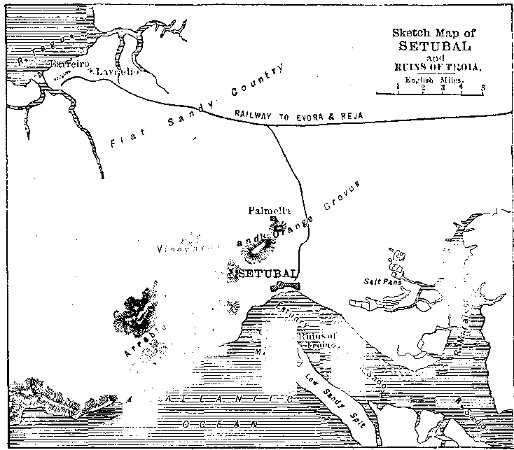 Sketch Map of
SETUBAL
and
RUINS OF TROIA.
English Miles.
1 2 3 4 5
R. Tagus
Barreiro
Lavradio
Flat Sandy Country
RAILWAY TO EVORA & BEJA
Palmella
Vineyards and Orange Groves
SETUBAL
Salt Pans
Ruins of
Troia
Low Sandy Spit
ATLANTIC
OCEAN